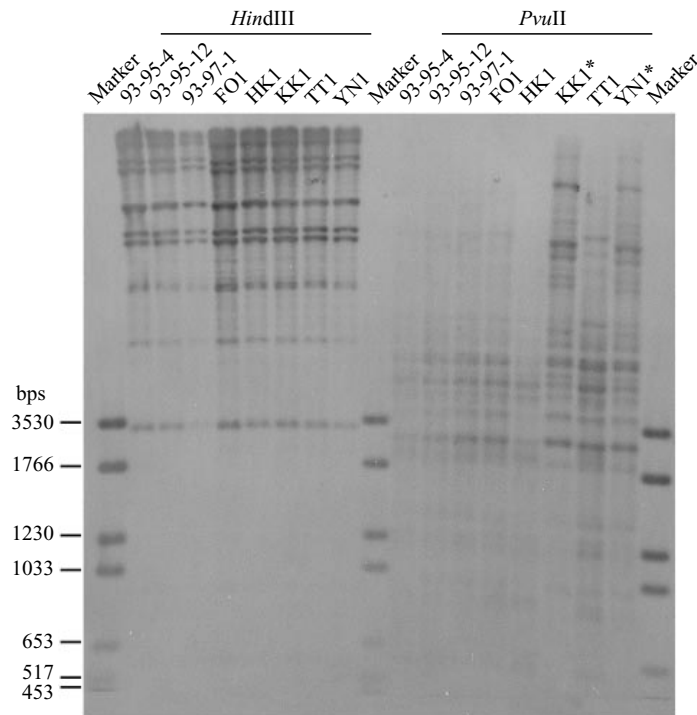 HindIII PvuII
Marker 93-95-4 93-95-12 93-97-1 FO1 HK1 KK1 TT1 YN1 Marker 93-95-4 93-95-12 93-97-1 FO1 HK1 KK1* TT1 YN1* Marker
bps
3530
1766
1230
1033
653
517
453